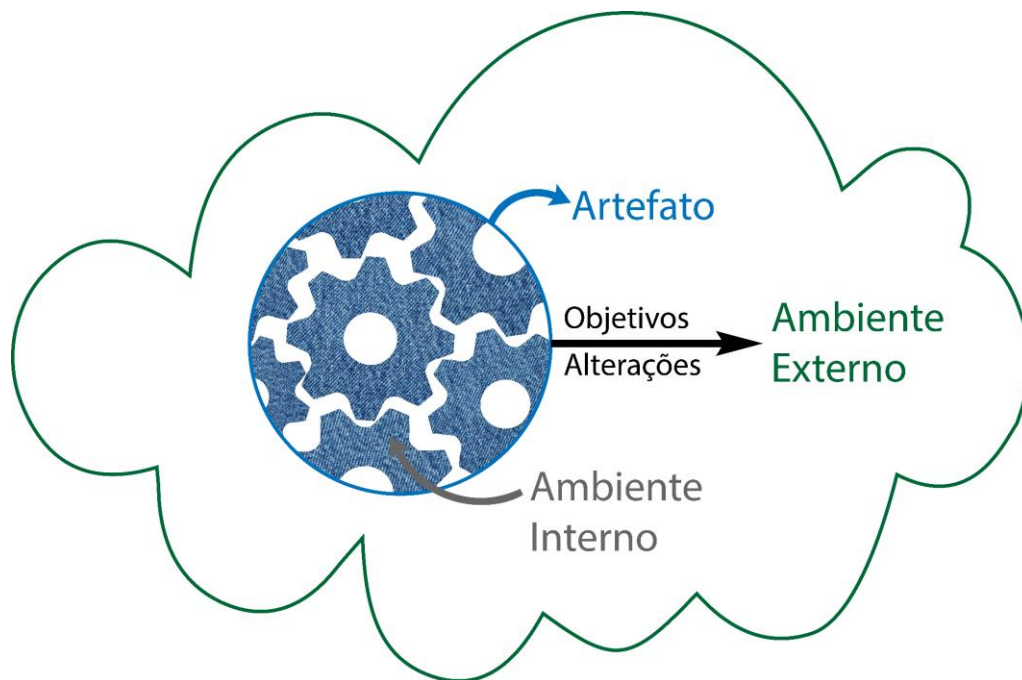 Artefato
Objetivos
Alterações
Ambiente
Externo
Ambiente
Interno